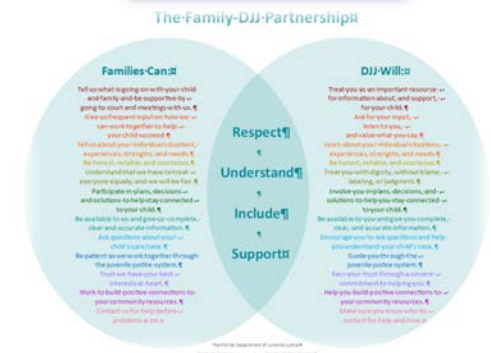 The·Family-DJJ·Partnership¤
Families·Can:¤
Tell·us·what·is·going·on·with·your·child·
and·family·and·be·supportive·by·↵
going·to·court·and·meetings·with·us.·¶
Give·us·frequent·input·on·how·we·↵
can·work·together·to·help·↵
your·child·succeed.·¶
Tell·us·about·your·individual·situations,·
experiences,·strengths,·and·needs.·¶
Be·honest,·reliable,·and·courteous.·¶
Understand·that·we·have·to·treat·↵
everyone·equally,·and·we·will·be·fair.·¶
Participate·in·plans,·decisions·↵
and·solutions·to·help·stay·connected·↵
to·your·child.·¶
Be·available·to·us·and·give·us·complete,·
clear·and·accurate·information.·¶
Ask·questions·about·your·↵
child's·care/case.·¶
Be·patient·as·we·work·together·through·
the·juvenile·justice·system.·¶
Trust·we·have·your·best·↵
interests·at·heart.·¶
Work·to·build·positive·connections·to·
your·community·resources.·¶
Contact·us·for·help·before·↵
problems·arise.¤
Respect¶
¶
Understand¶
¶
Include¶
¶
Support¤
DJJ·Will:¤
Treat·you·as·an·important·resource·↵
for·information·about,·and·support,·↵
for·your·child.·¶
Ask·for·your·input,·↵
listen·to·you,·↵
and·value·what·you·say.·¶
Learn·about·your·individual·situations,·
experiences,·strengths,·and·needs.·¶
Be·honest,·reliable,·and·courteous.·¶
Treat·you·with·dignity,·without·blame,·
labeling,·or·judgment.·¶
Involve·you·in·plans,·decisions,·and·↵
solutions·to·help·you·stay·connected·↵
to·your·child.·¶
Be·available·to·you·and·give·you·complete,·
clear,·and·accurate·information.·¶
Encourage·you·to·ask·questions·and·help·
you·understand·your·child's·case.·¶
Guide·you·through·the·↵
juvenile·justice·system.·¶
Earn·your·trust·through·a·sincere·↵
commitment·to·helping·you.·¶
Help·you·build·positive·connections·to·
your·community·resources.·¶
Make·sure·you·know·who·to·↵
contact·for·help·and·how.¤
Florida·Department·of·Juvenile·Justice¶